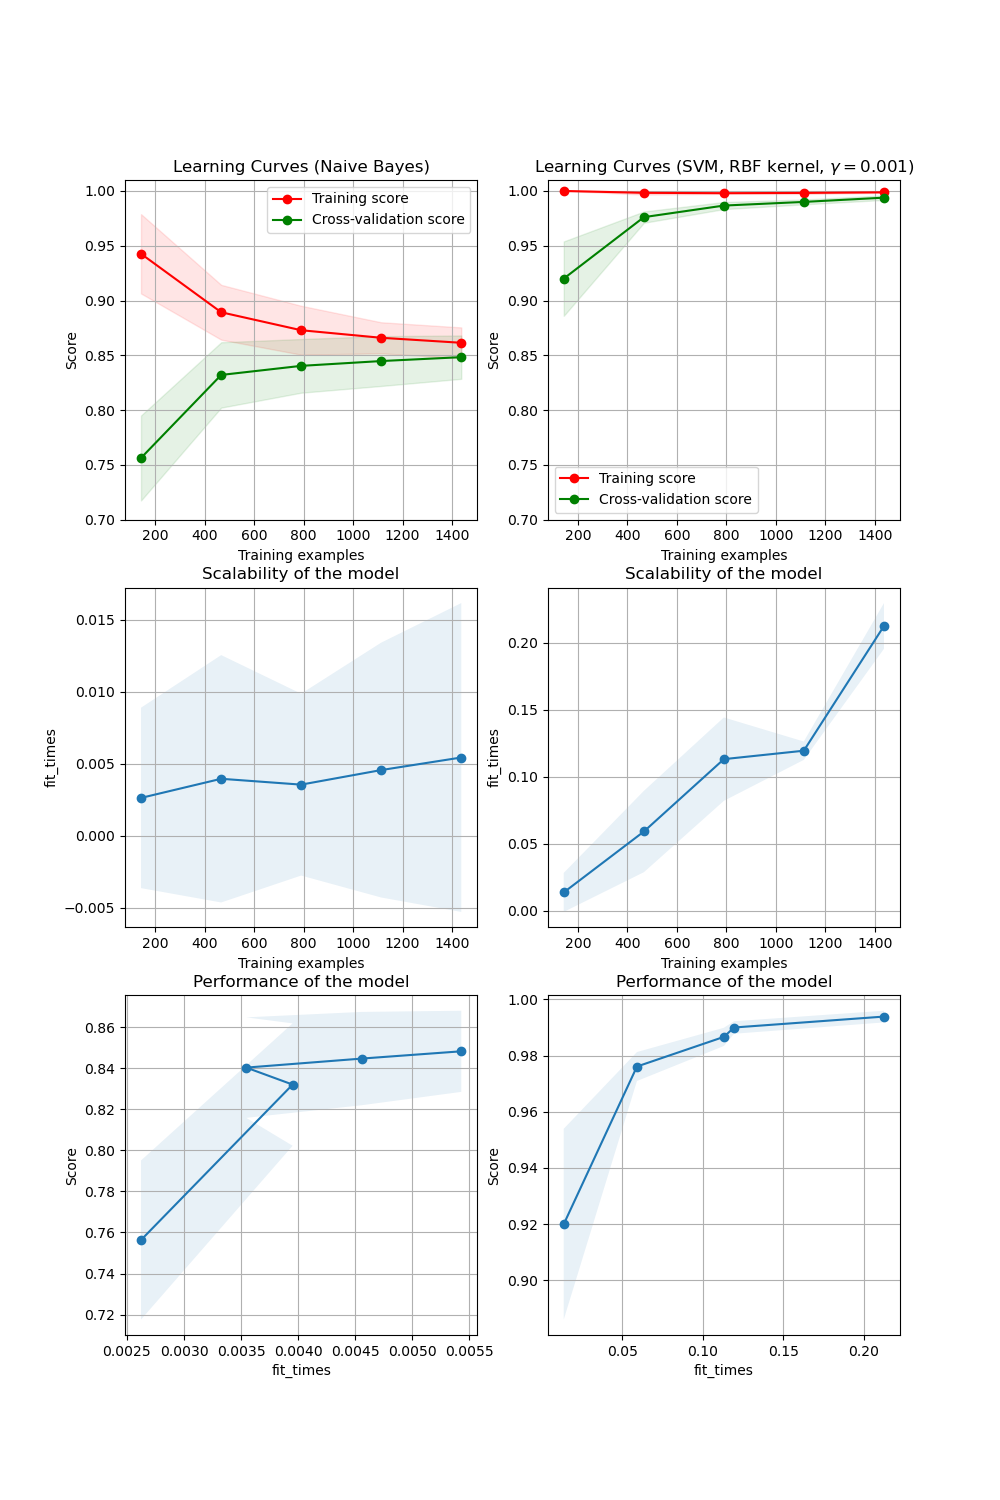 Learning Curves (Naive Bayes)
1.00
0.95
0.90
0.85
0.80
0.75
0.70
Score
Training score
Cross-validation score
200 400 600 800 1000 1200 1400
Training examples
Learning Curves (SVM, RBF kernel, γ = 0.001)
1.00
0.95
0.90
0.85
0.80
0.75
0.70
Score
Training score
Cross-validation score
200 400 600 800 1000 1200 1400
Training examples
Scalability of the model
0.015
0.010
0.005
0.000
−0.005
fit_times
200 400 600 800 1000 1200 1400
Training examples
Scalability of the model
0.20
0.15
0.10
0.05
0.00
fit_times
200 400 600 800 1000 1200 1400
Training examples
Performance of the model
0.86
0.84
0.82
0.80
0.78
0.76
0.74
0.72
Score
0.0025 0.0030 0.0035 0.0040 0.0045 0.0050 0.0055
fit_times
Performance of the model
1.00
0.98
0.96
0.94
0.92
0.90
Score
0.05 0.10 0.15 0.20
fit_times